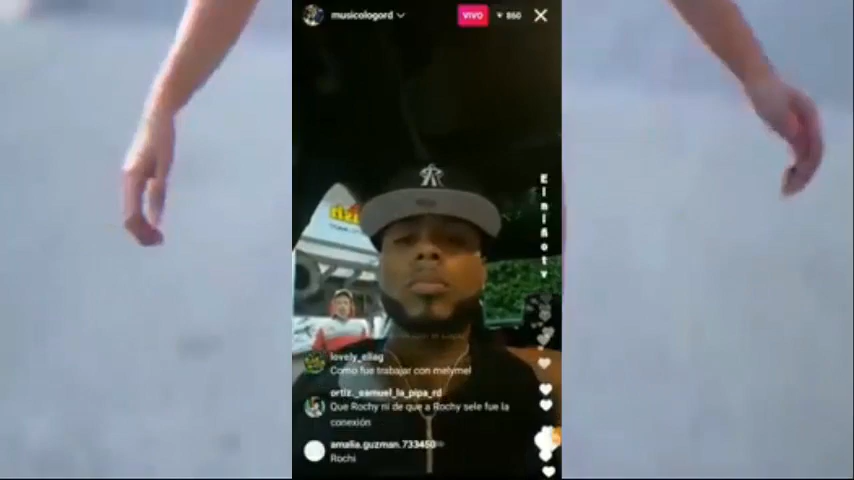 musicologord
VIVO
860
Elniñotv
lovely_eliag
Como fue trabajar con melymel
ortiz._samuel_la_pipa_rd
Que Rochy ni de que a Rochy sele fue la
conexión
amalia.guzman.733450
Rochi